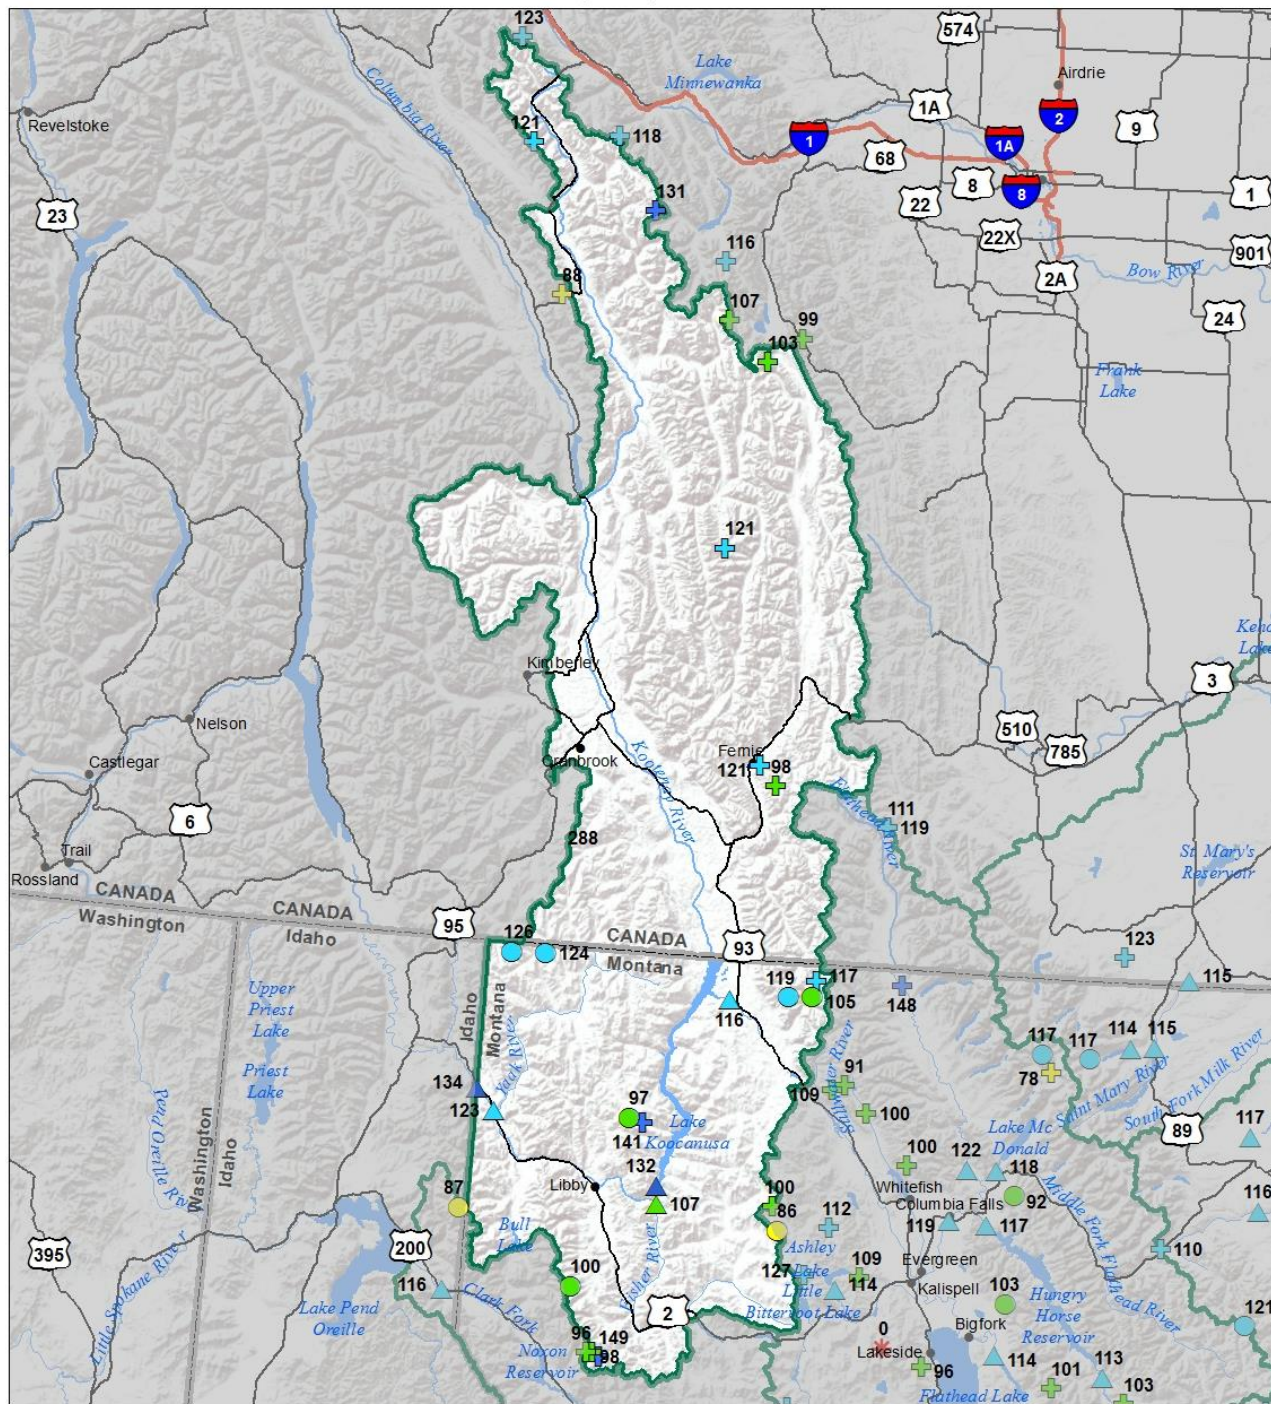 123
574
Lake
Minnewanka
Airdrie
Columbia River
1A
2
9
Revelstoke
121
118
1
1A
68
8
8
1
131
22
23
22X
116
901
2A
Bow River
88
107
99
24
103
Frank
Lake
121
Kimberley
3
Nelson
510
785
Fernie
Cranbrook
Kootenay River
121
98
Castlegar
Flathead River
111
119
6
288
Trail
Rossland
St. Mary's
Reservoir
CANADA
Washington
CANADA
Idaho
95
126
124
CANADA
Montana
93
123
117
119
105
115
148
116
Upper
Priest
Lake
Idaho
Montana
Yaak River
117
117
114
115
Priest
Lake
134
123
91
109
78
Saint Mary River
South Fork Milk River
Pend Oreille River
97
141
Lake
Koocanusa
100
89
117
Lake Mc
Donald
Washington
Idaho
100
122
118
132
Libby
107
87
100
86
Whitefish
Columbia Falls
92
Middle Fork Flathead River
116
112
119
117
Bull
Lake
Fisher River
Ashley
Lake
395
Little Spokane River
200
110
100
127
109
Evergreen
Little
Bitterroot Lake
114
Kalispell
116
Clark Fork
103
Hungry
Horse
Reservoir
Lake Pend
Oreille
2
121
Bigfork
0
Lakeside
96
149
98
Noxon
Reservoir
96
114
101
113
103
Flathead Lake